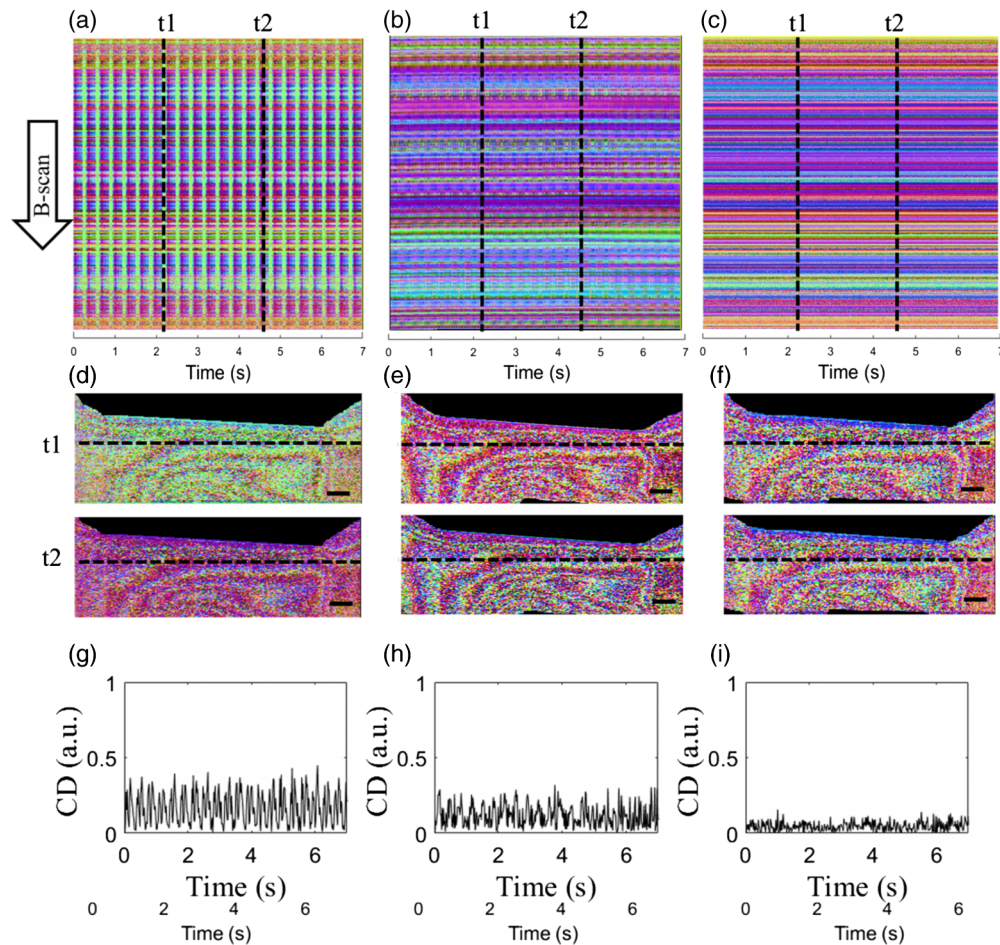 (a) (b) (c)
t1 t2 t1 t2 t1 t2
B-scan
0 1 2 3 4 5 6 7 0 1 2 3 4 5 6 7 0 1 2 3 4 5 6 7
Time (s) Time (s) Time (s)
(d) (e) (f)
t1
t2
(g) (h) (i)
1 1 1
CD (a.u.) CD (a.u.) CD (a.u.)
0.5 0.5 0.5
0 0 0
0 2 4 6 0 2 4 6 0 2 4 6
Time (s) Time (s) Time (s)
0 2 4 6 0 2 4 6 0 2 4 6
Time (s) Time (s) Time (s)